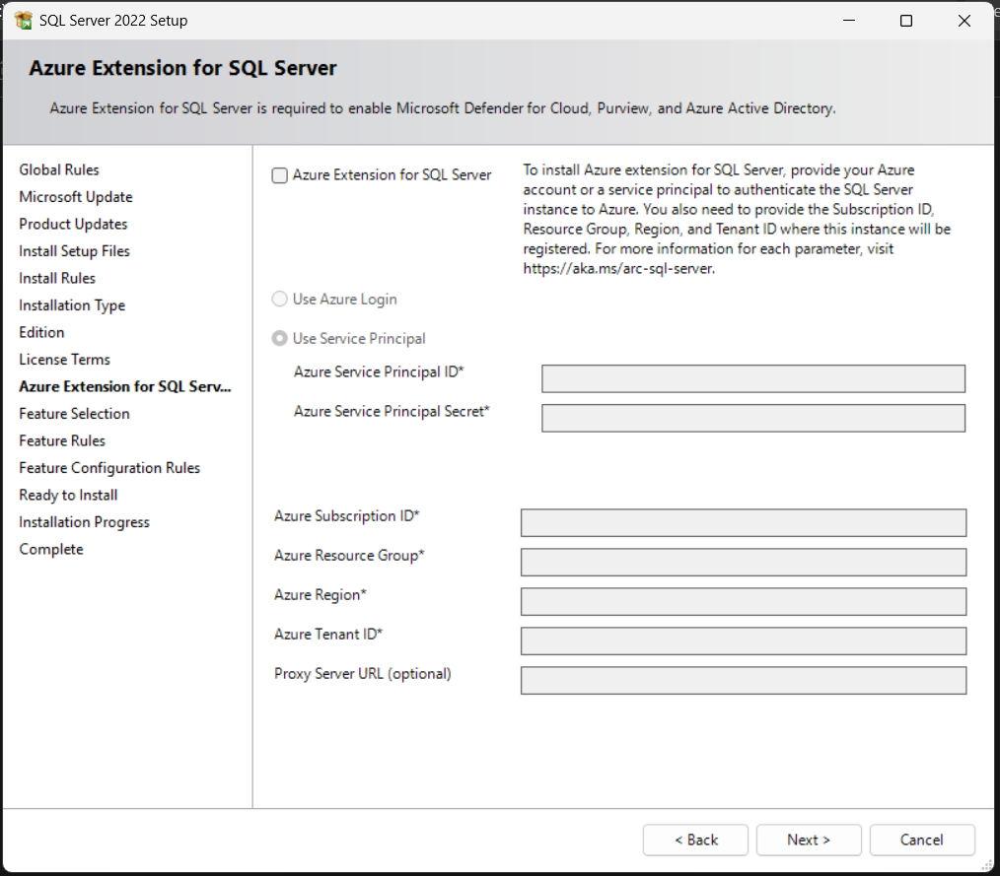 SQL Server 2022 Setup
Azure Extension for SQL Server
Azure Extension for SQL Server is required to enable Microsoft Defender for Cloud, Purview, and Azure Active Directory.
Global Rules
Microsoft Update
Product Updates
Install Setup Files
Install Rules
Installation Type
Edition
License Terms
Azure Extension for SQL Serv...
Feature Selection
Feature Rules
Feature Configuration Rules
Ready to Install
Installation Progress
Complete
Azure Extension for SQL Server
To install Azure extension for SQL Server, provide your Azure
account or a service principal to authenticate the SQL Server
instance to Azure. You also need to provide the Subscription ID,
Resource Group, Region, and Tenant ID where this instance will be
registered. For more information for each parameter, visit
https://aka.ms/arc-sql-server.
Use Azure Login
Use Service Principal
Azure Service Principal ID*
Azure Service Principal Secret*
Azure Subscription ID*
Azure Resource Group*
Azure Region*
Azure Tenant ID*
Proxy Server URL (optional)
< Back
Next >
Cancel